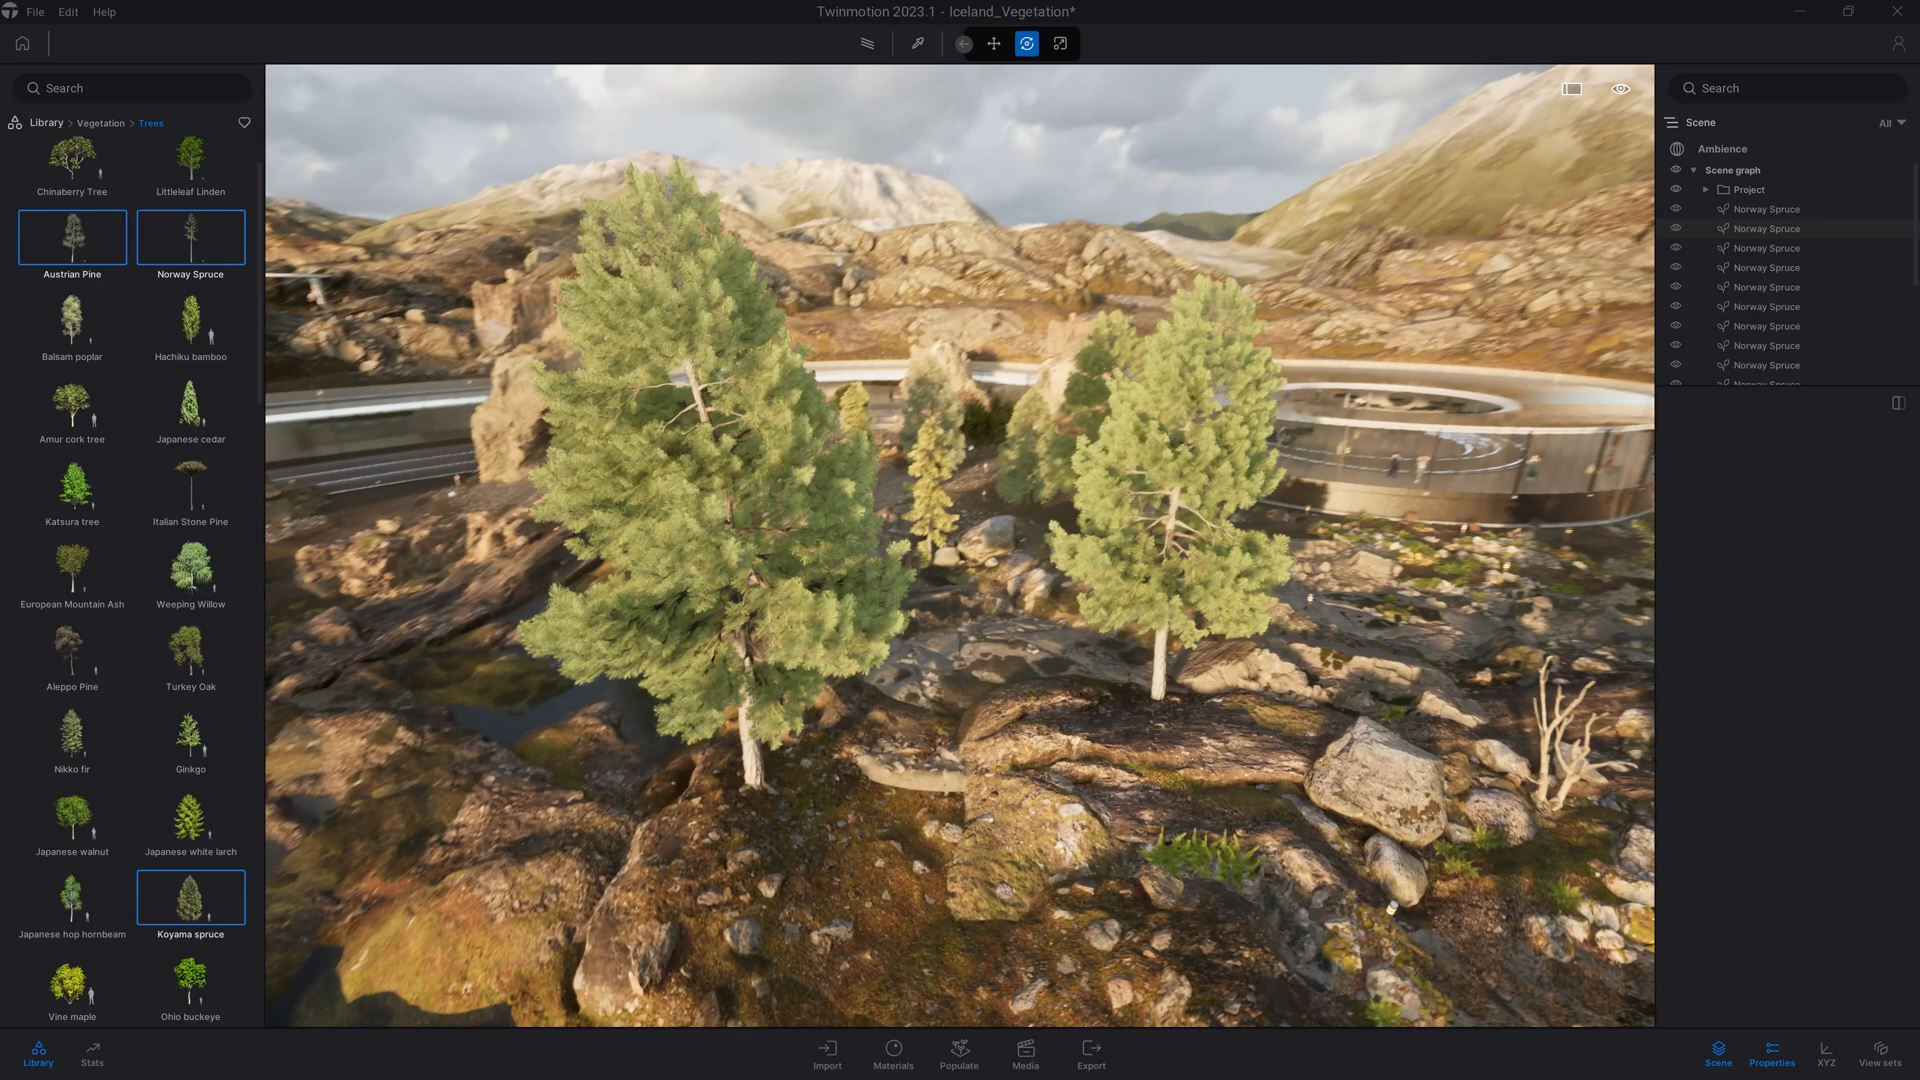 File Edit Help
Twinmotion 2023.1 - Iceland_Vegetation*
Search
Library > Vegetation > Trees
Chinaberry Tree
Littleleaf Linden
Austrian Pine
Norway Spruce
Balsam poplar
Hachiku bamboo
Amur cork tree
Japanese cedar
Katsura tree
Italian Stone Pine
European Mountain Ash
Weeping Willow
Aleppo Pine
Turkey Oak
Nikko fir
Ginkgo
Japanese walnut
Japanese white larch
Japanese hop hornbeam
Koyama spruce
Vine maple
Ohio buckeye
Search
Scene
All
Ambience
Scene graph
Project
Norway Spruce
Norway Spruce
Norway Spruce
Norway Spruce
Norway Spruce
Norway Spruce
Norway Spruce
Norway Spruce
Norway Spruce
Norway Spruce
Library
Stats
Import
Materials
Populate
Media
Export
Scene
Properties
XYZ
View sets